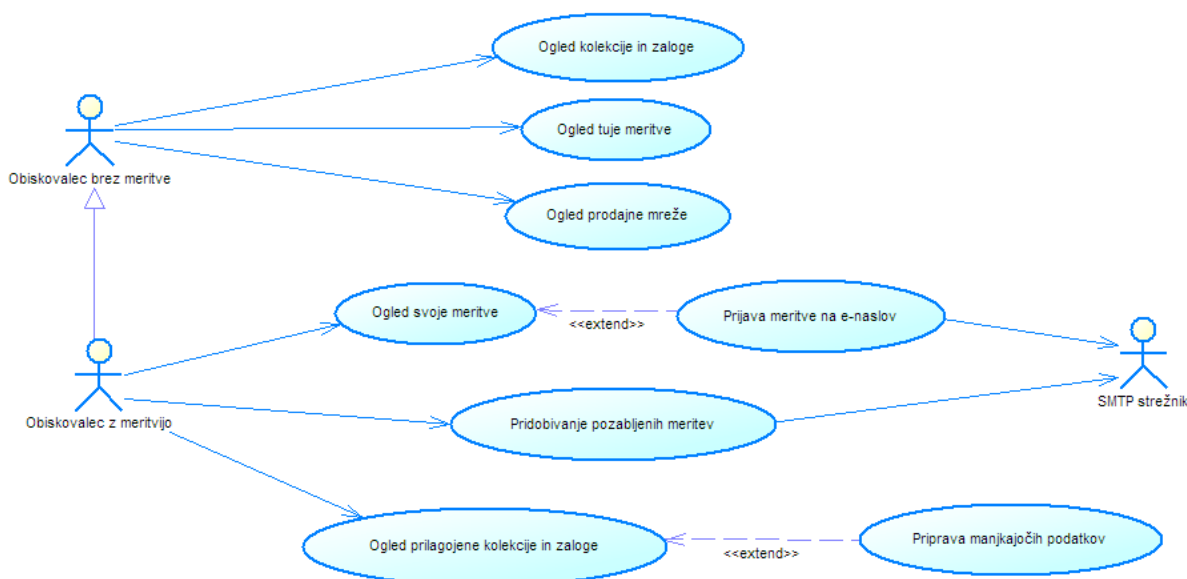 Ogled kolekcije in zaloge
Ogled tuje meritve
Obiskovalec brez meritve
Ogled prodajne mreže
Ogled svoje meritve
<<extend>>
Prijava meritve na e-naslov
Obiskovalec z meritvijo
Pridobivanje pozabljenih meritev
SMTP strežnik
Ogled prilagojene kolekcije in zaloge
<<extend>>
Priprava manjkajočih podatkov